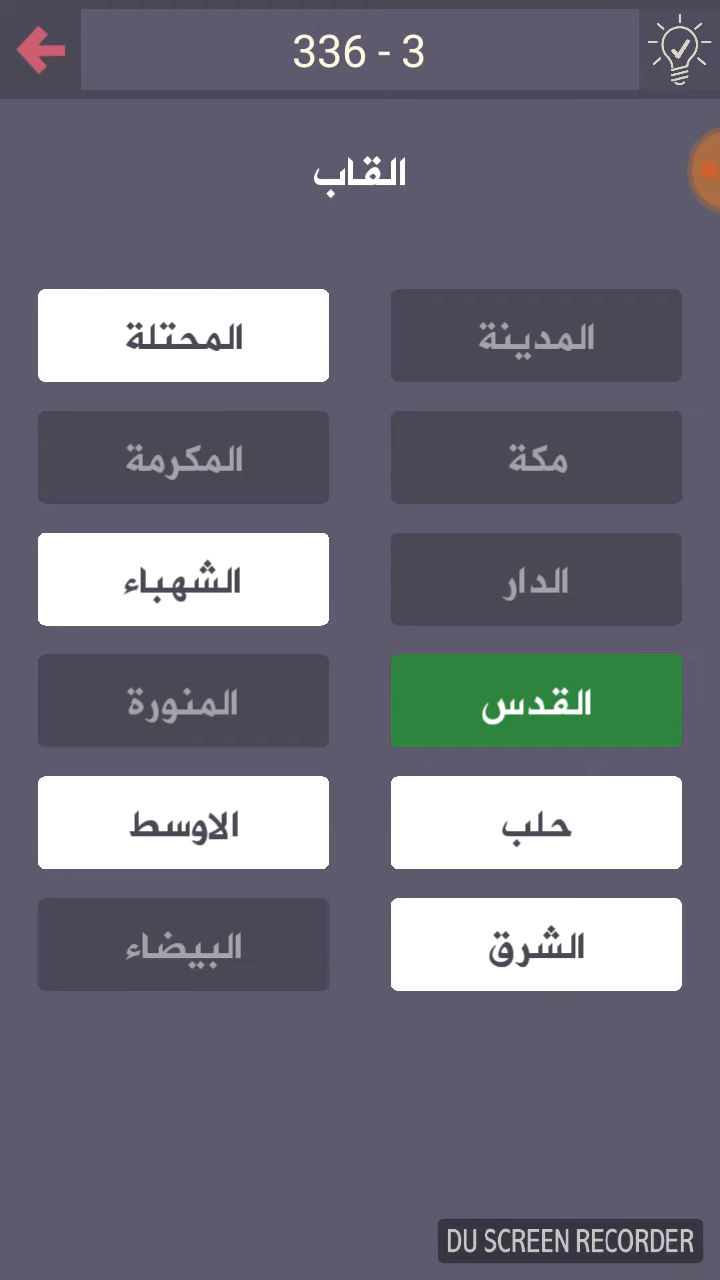 336 - 3
القاب
المدينة
المحتلة
مكة
المكرمة
الدار
الشهباء
القدس
المنورة
حلب
الاوسط
الشرق
البيضاء
DU SCREEN RECORDER